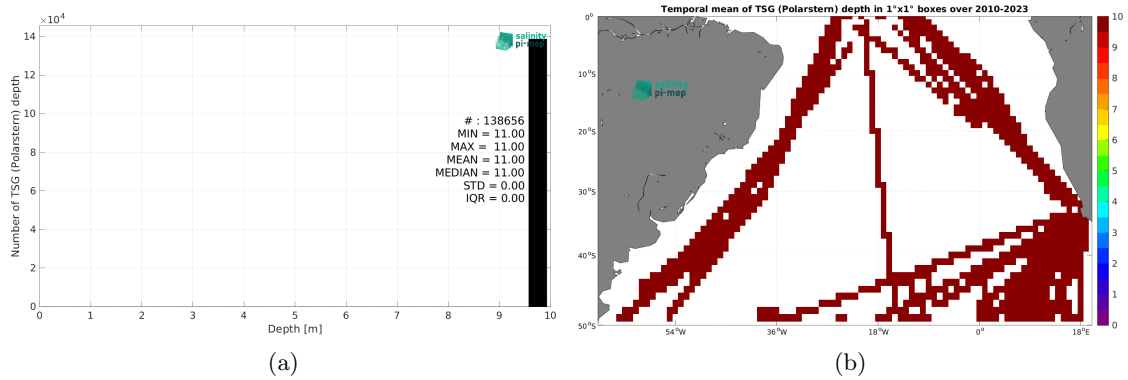 ×10⁴
14
12
10
8
6
4
2
0
Number of TSG (Polarstern) depth
salinity
pi-mep
# : 138656
MIN = 11.00
MAX = 11.00
MEAN = 11.00
MEDIAN = 11.00
STD = 0.00
IQR = 0.00
0 1 2 3 4 5 6 7 8 9 10
Depth [m]
(a)
Temporal mean of TSG (Polarstern) depth in 1°x1° boxes over 2010-2023
salinity
pi-mep
0°
10°S
20°S
30°S
40°S
50°S
54°W 36°W 18°W 0° 18°E
10
9
8
7
6
5
4
3
2
1
0
(b)